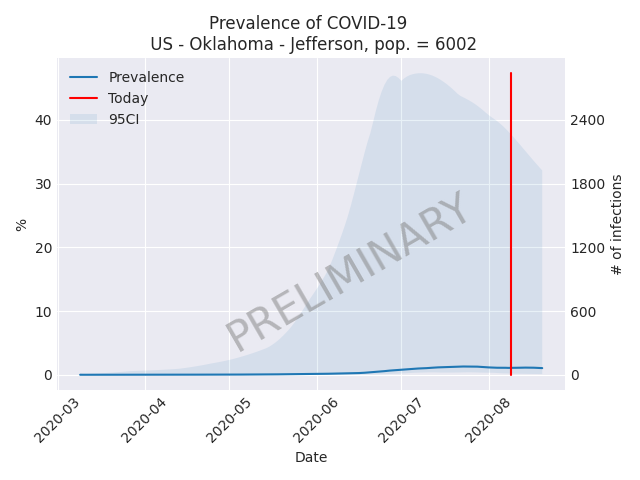 Prevalence of COVID-19
US - Oklahoma - Jefferson, pop. = 6002
Prevalence
Today
95CI
40
30
20
10
0
%
2400
1800
1200
600
0
# of infections
PRELIMINARY
2020-03
2020-04
2020-05
2020-06
2020-07
2020-08
Date